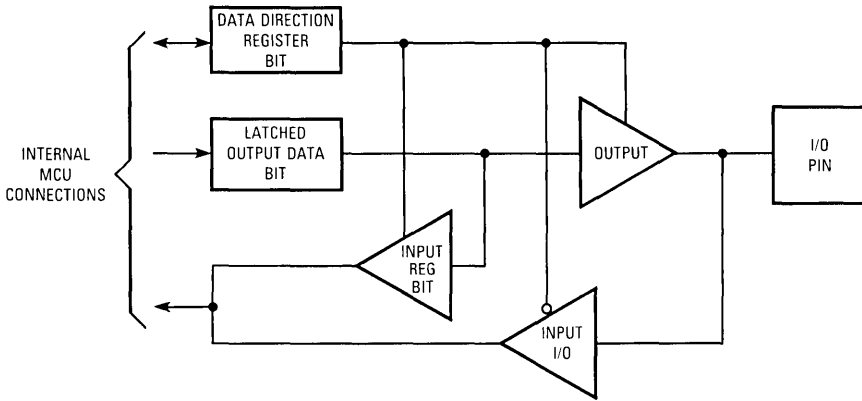 DATA DIRECTION
REGISTER
BIT
LATCHED
OUTPUT DATA
BIT
INTERNAL
MCU
CONNECTIONS
OUTPUT
I/O
PIN
INPUT
REG
BIT
INPUT
I/O